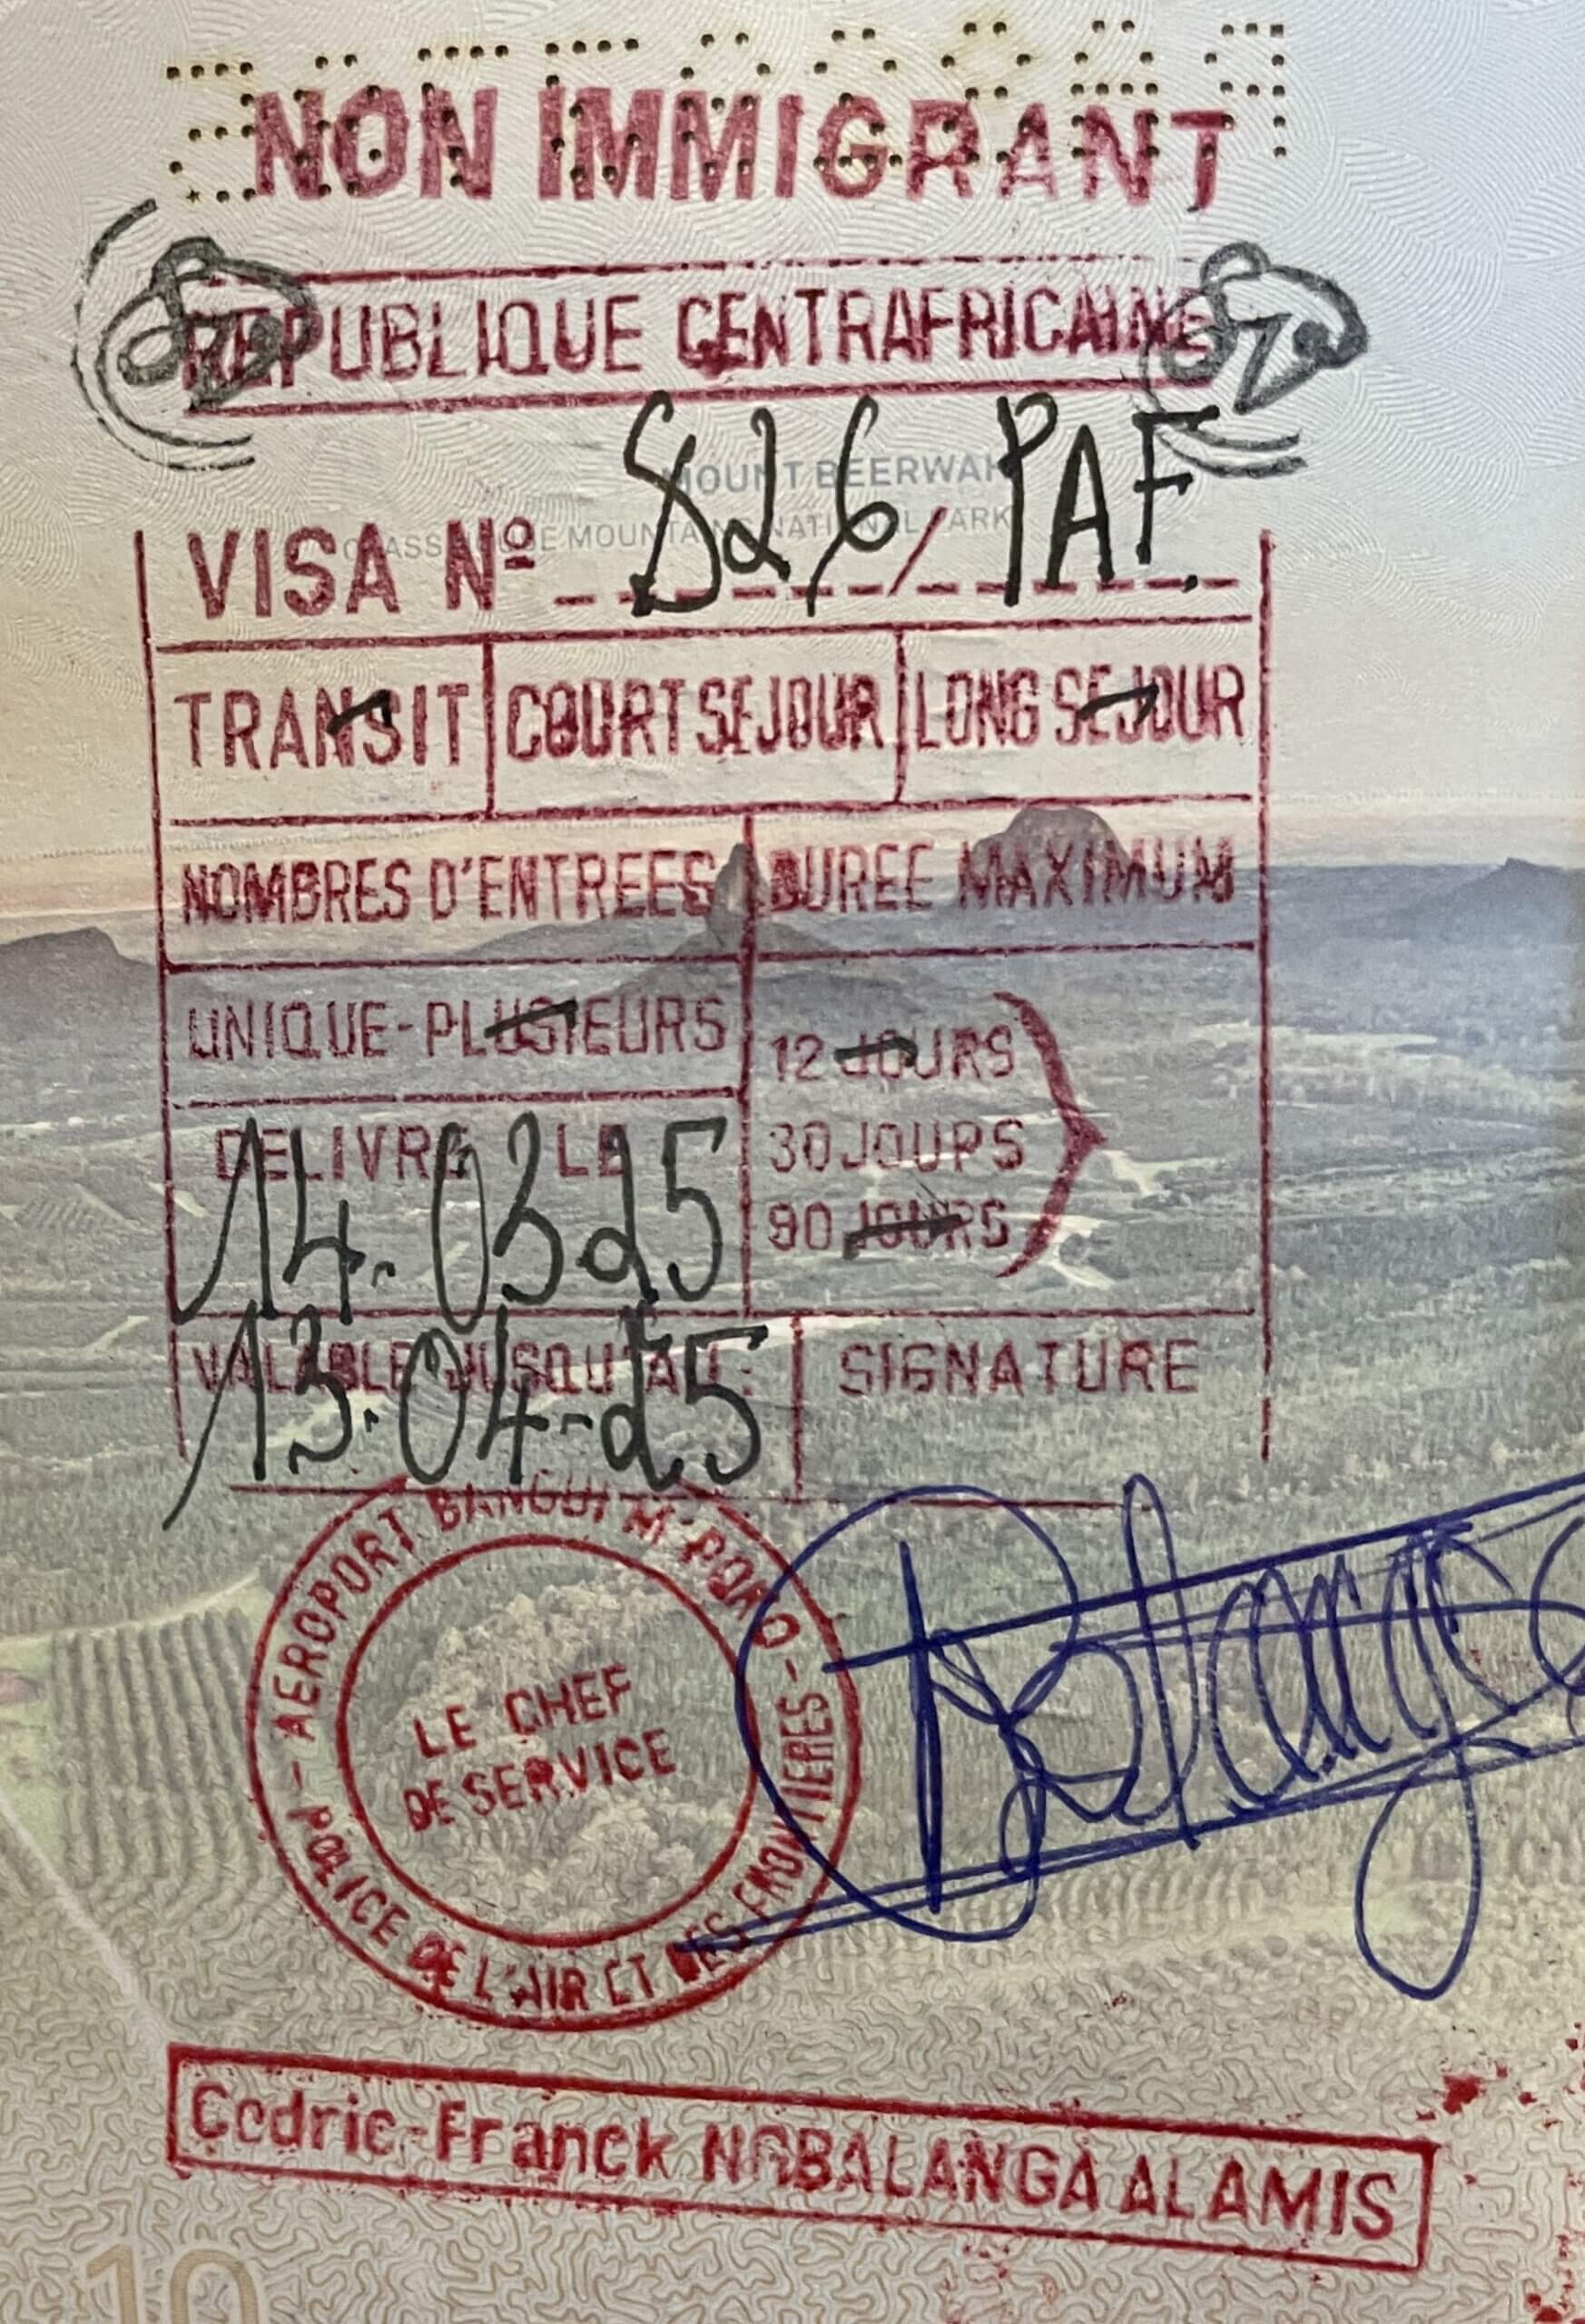 NON IMMIGRANT
REPUBLIQUE CENTRAFRICAINE
MOUNT BEERWAH
GLASS HOUSE MOUNTAINS NATIONAL PARK
VISA Nº 826 / PAF
TRANSIT COURT SEJOUR LONG SEJOUR
NOMBRES D'ENTREES DUREE MAXIMUM
UNIQUE-PLUSIEURS
12 JOURS
30 JOURS
90 JOURS
DELIVRE LE
14.03 25
VALABLE JUSQU'AU:
13.04-25
SIGNATURE
AEROPORT BANGUI M'POKO -
POLICE DE L'AIR ET DES FRONTIERES -
LE CHEF
DE SERVICE
Cedric-Franck NGBALANGA ALAMIS
10